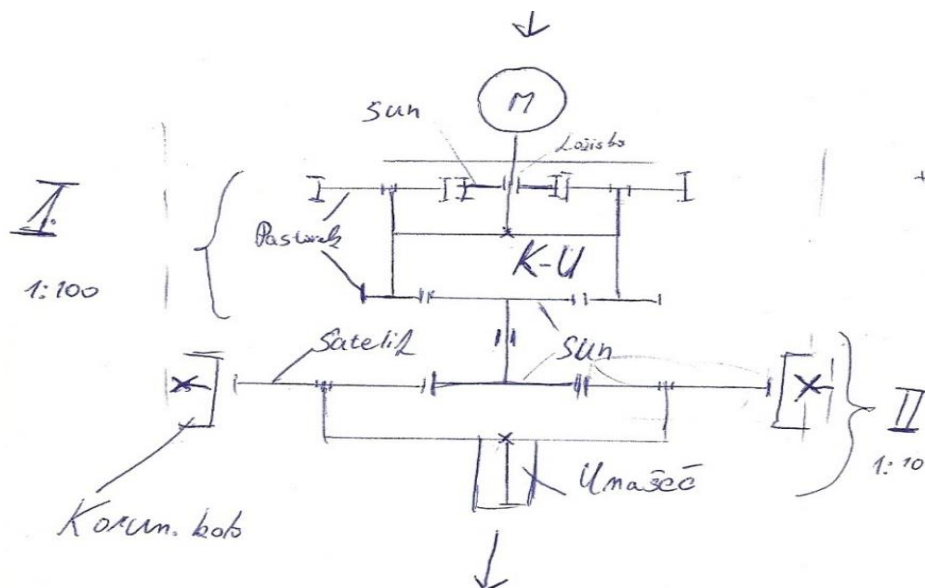 M
Sun
Ložisko
I.
Pastorek
K-U
1:100
Satelit
Sun
II
1:10
Unašeč
Korun. kolo